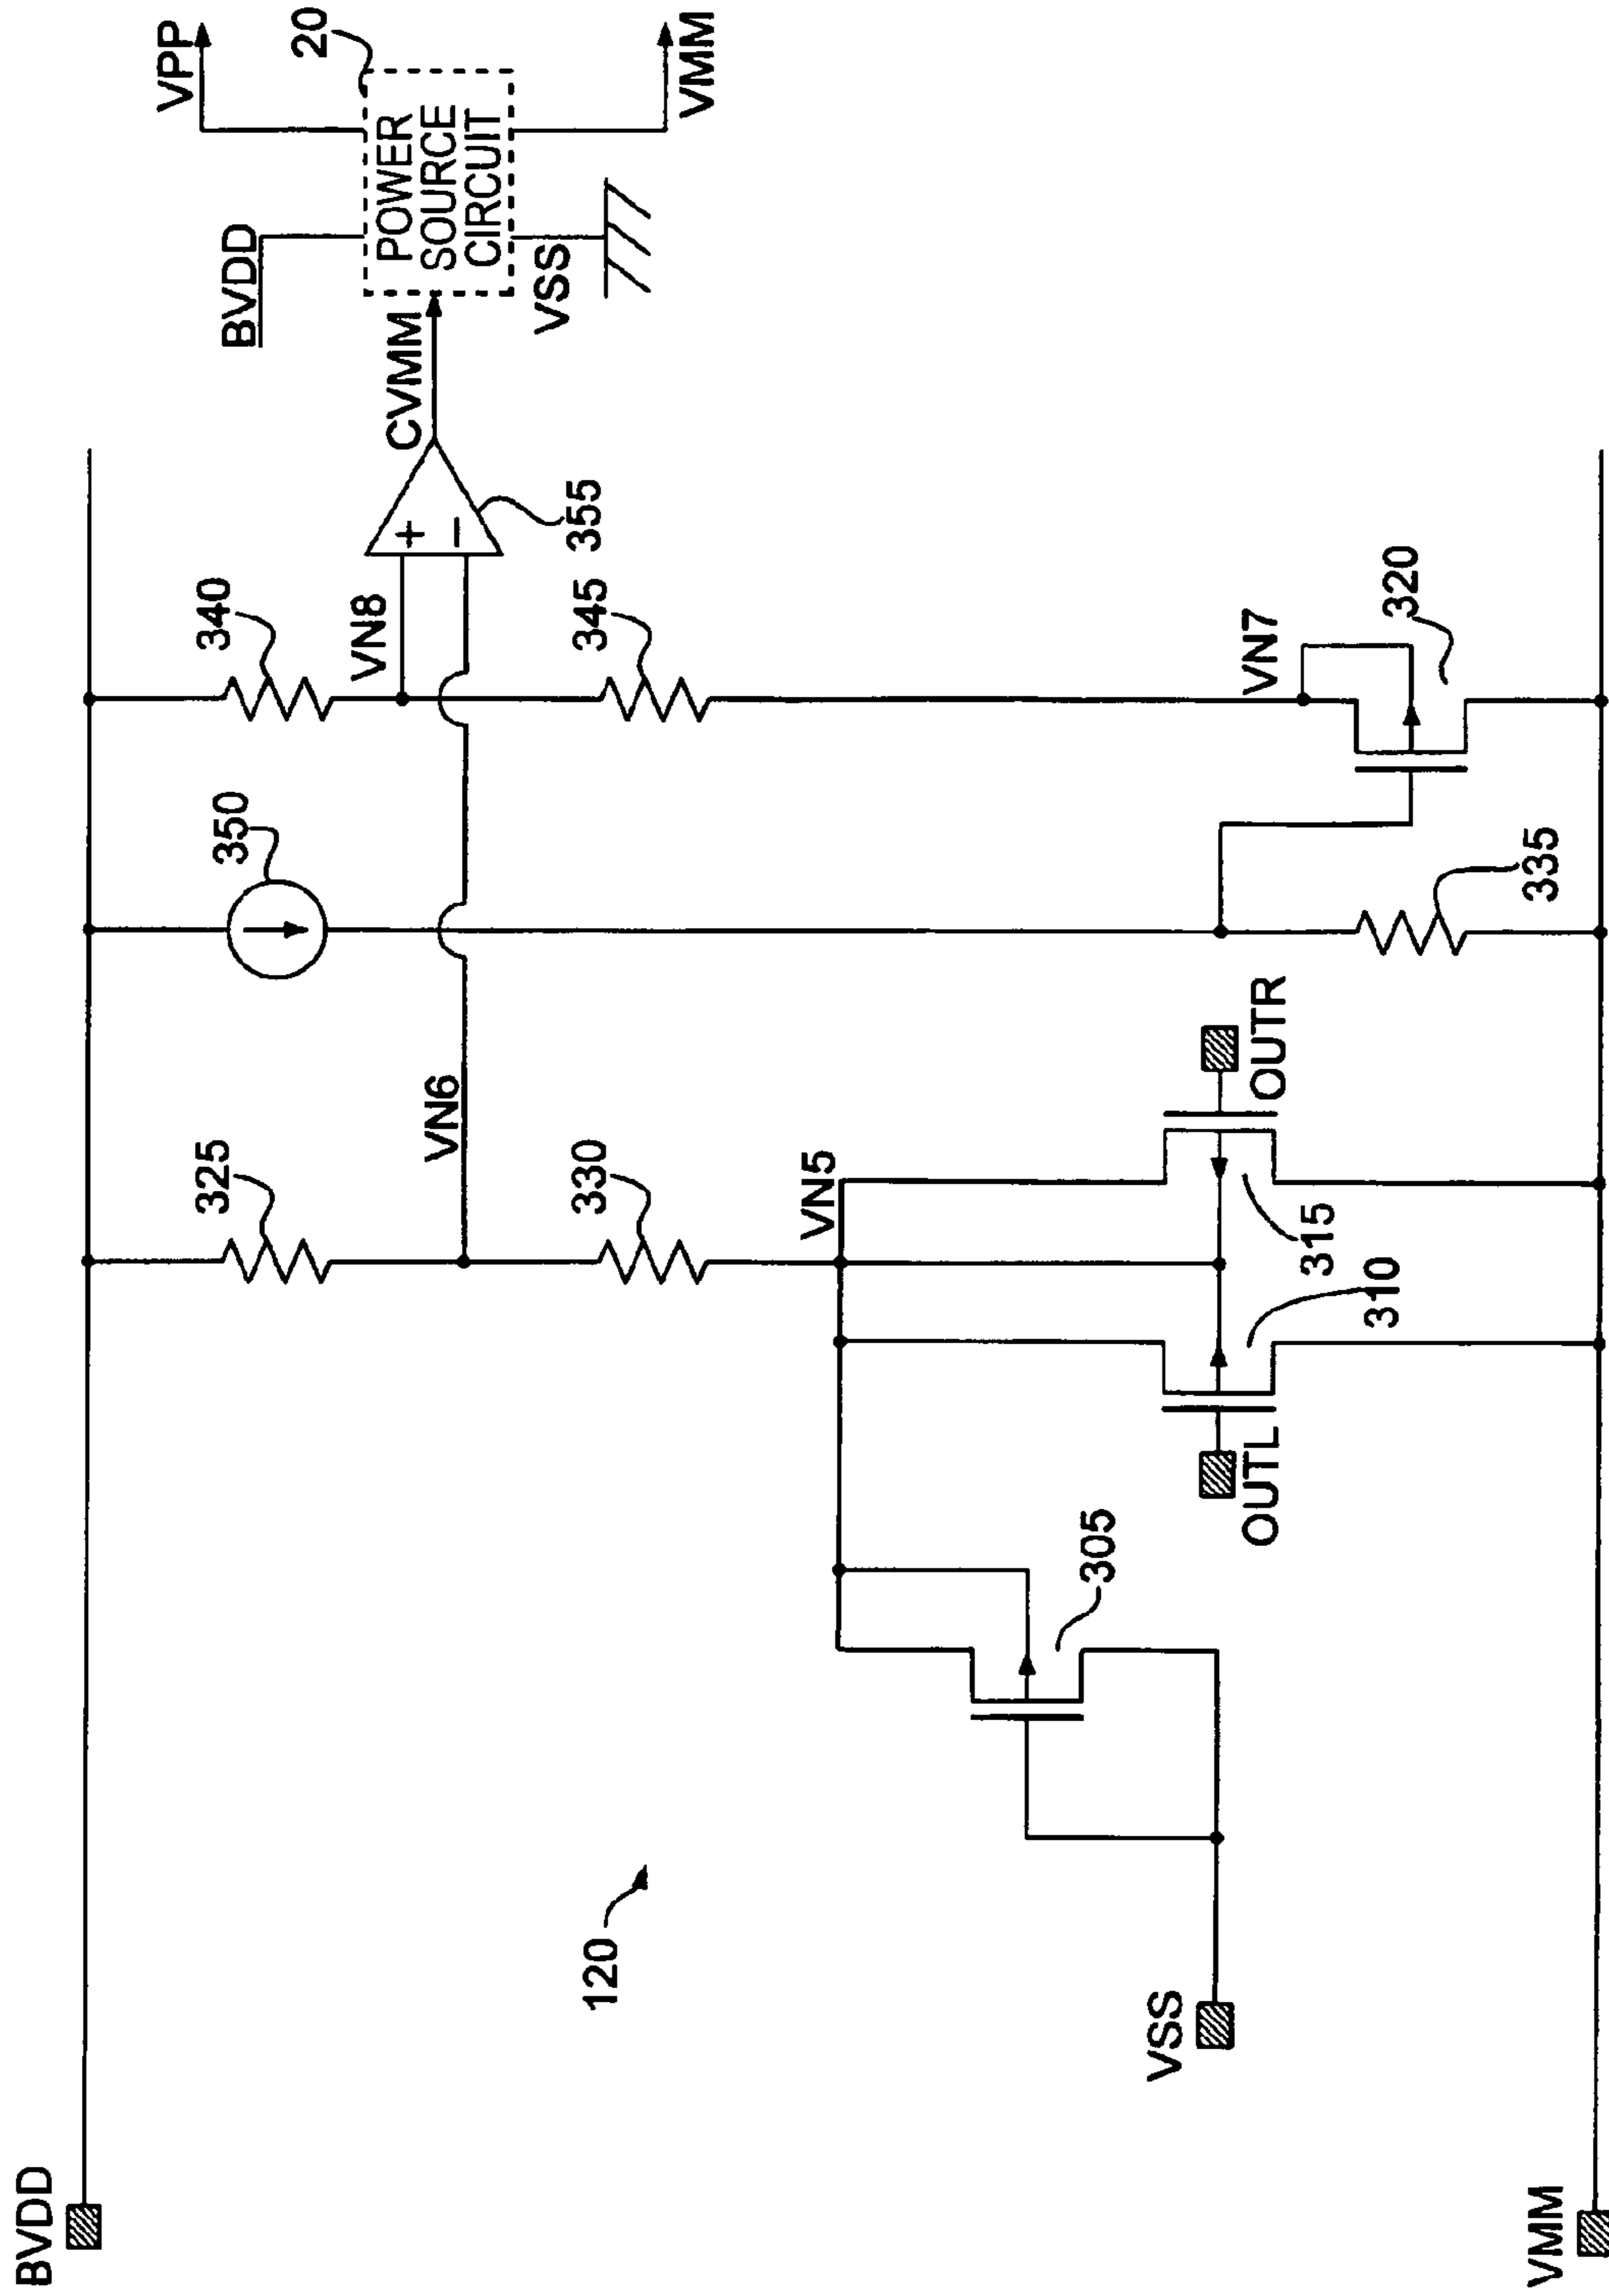 BVDD
VPP
20
BVDD
POWER
SOURCE
CIRCUIT
CVMM
VSS
VMM
340
VN8
+
−
355
345
350
325
VN6
330
VN5
VN7
320
335
OUTR
315
310
OUTL
305
120
VSS
VMM